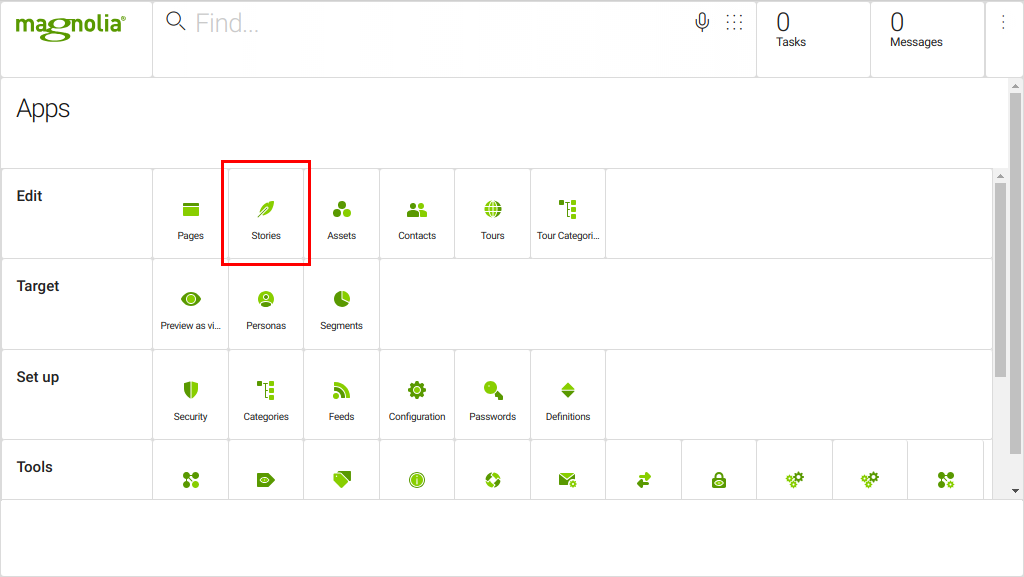 magnolia®
Find...
0
Tasks
0
Messages
Apps
Edit
Pages
Stories
Assets
Contacts
Tours
Tour Categori...
Target
Preview as vi...
Personas
Segments
Set up
Security
Categories
Feeds
Configuration
Passwords
Definitions
Tools